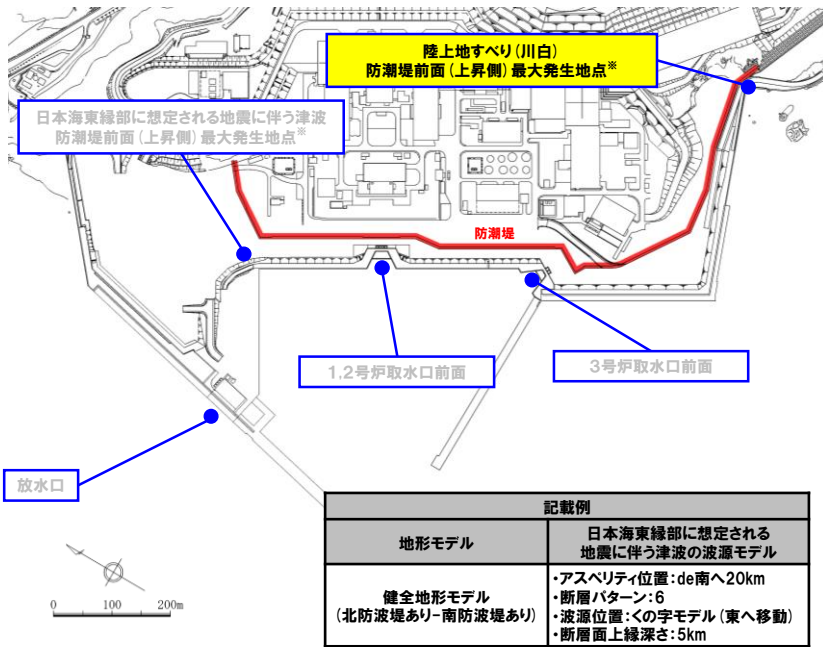 陸上地すべり(川白)
防潮堤前面(上昇側)最大発生地点※
日本海東縁部に想定される地震に伴う津波
防潮堤前面(上昇側)最大発生地点※
防潮堤
1,2号炉取水口前面
3号炉取水口前面
放水口
0 100 200m
記載例
地形モデル
日本海東縁部に想定される
地震に伴う津波の波源モデル
健全地形モデル
(北防波堤あり-南防波堤あり)
・アスペリティ位置:de南へ20km
・断層パターン:6
・波源位置:くの字モデル(東へ移動)
・断層面上縁深さ:5km